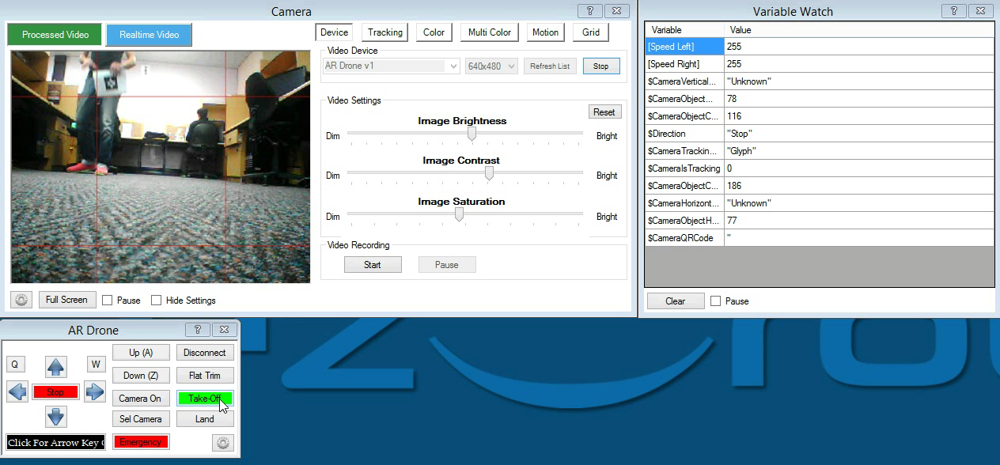 Camera
?
Processed Video
Realtime Video
Device
Tracking
Color
Multi Color
Motion
Grid
Video Device
AR Drone v1
640x480
Refresh List
Stop
Video Settings
Reset
Image Brightness
Dim
Bright
Image Contrast
Dim
Bright
Image Saturation
Dim
Bright
Video Recording
Start
Pause
Full Screen
Pause
Hide Settings
Variable Watch
?
Variable Value
[Speed Left] 255
[Speed Right] 255
$CameraVertical... "Unknown"
$CameraObject... 78
$CameraObjectC... 116
$Direction "Stop"
$CameraTrackin... "Glyph"
$CameraIsTracking 0
$CameraObjectC... 186
$CameraHorizont... "Unknown"
$CameraObjectH... 77
$CameraQRCode "
Clear
Pause
AR Drone
?
Q
W
Stop
Up (A)
Disconnect
Down (Z)
Flat Trim
Camera On
Take-Off
Sel Camera
Land
Click For Arrow Key
Emergency